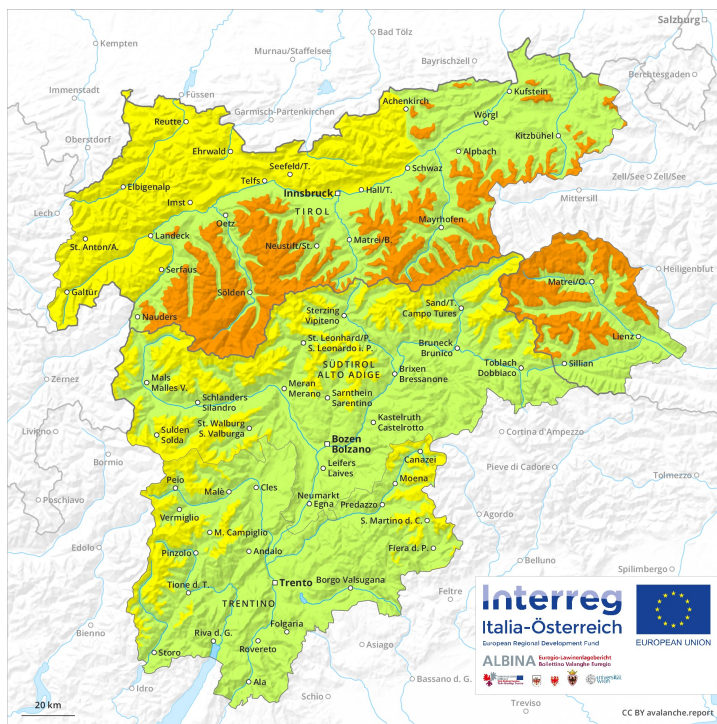 Salzburg
Kempten
Bad Tölz
Murnau/Staffelsee
Bayrischzell
Berchtesgaden
Immenstadt
Füssen
Kufstein
Garmisch-Partenkirchen
Achenkirch
Wörgl
Reutte
Kitzbühel
Oberstdorf
Ehrwald
Alpbach
Seefeld/T.
Schwaz
Zell/See
Zell/See
Telfs
Elbigenalp
Innsbruck
Hall/T.
Mittersill
Imst
Lech
TIROL
Mayrhofen
Oetz
Landeck
Neustift/St.
Matrei/B.
St. Anton/A.
Heiligenblut
Serfaus
Matrei/O.
Galtür
Sölden
Sand/T.
Campo Tures
Nauders
Sterzing
Vipiteno
Lienz
St. Leonhard/P.
S. Leonardo i. P.
Bruneck
Brunico
Toblach
Dobbiaco
Sillian
SÜDTIROL
ALTO ADIGE
Brixen
Bressanone
Zernez
Mals
Malles V.
Meran
Merano
Schlanders
Silandro
Sarnthein
Sarentino
Kastelruth
Castelrotto
St. Walburg
S. Valburga
Livigno
Sulden
Solda
Cortina d'Ampezzo
Bozen
Bolzano
Canazei
Bormio
Leifers
Laives
Pieve di Cadore
Tolmezzo
Peio
Moena
Poschiavo
Malè
Cles
Neumarkt
Egna
Predazzo
Vermiglio
Agordo
S. Martino d. C.
M. Campiglio
Edolo
Pinzolo
Andalo
Fiera d. P.
Belluno
Spilimbergo
Trento
Borgo Valsugana
Tione d. T.
Feltre
TRENTINO
Folgaria
Bienno
Riva d. G.
Rovereto
Asiago
Storo
Bassano d. G.
Idro
Ala
Schio
Treviso
20 km
Interreg
Italia-Österreich
European Regional Development Fund
EUROPEAN UNION
ALBINA
Euregio-Lawinenlagebericht
Bollettino Valanghe Euregio
CC BY avalanche.report